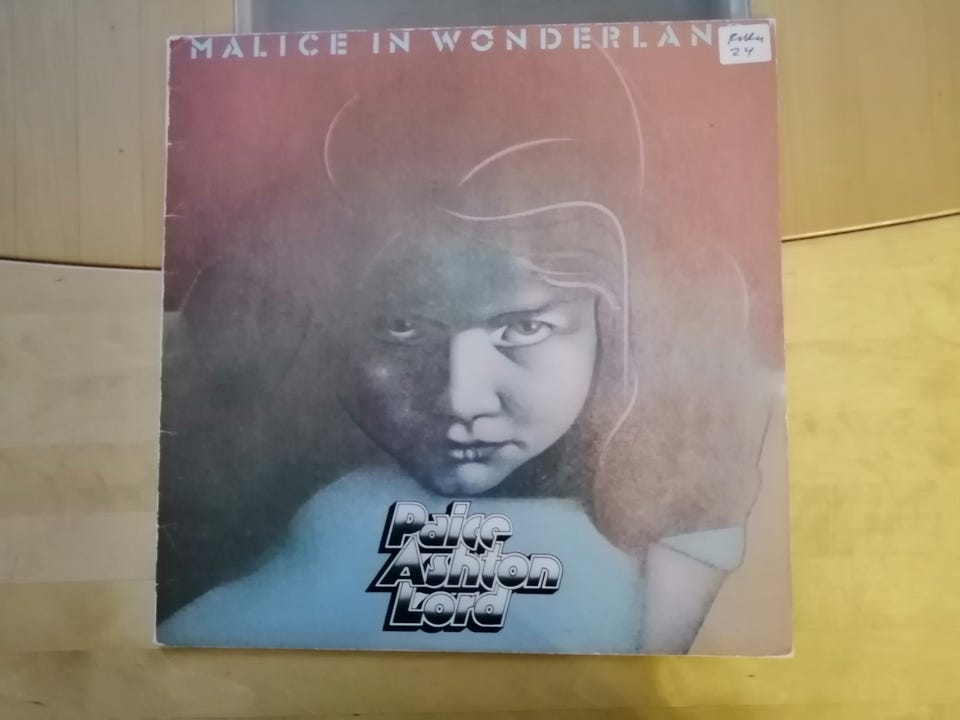 MALICE IN WONDERLAN
24
Paice
Ashton
Lord